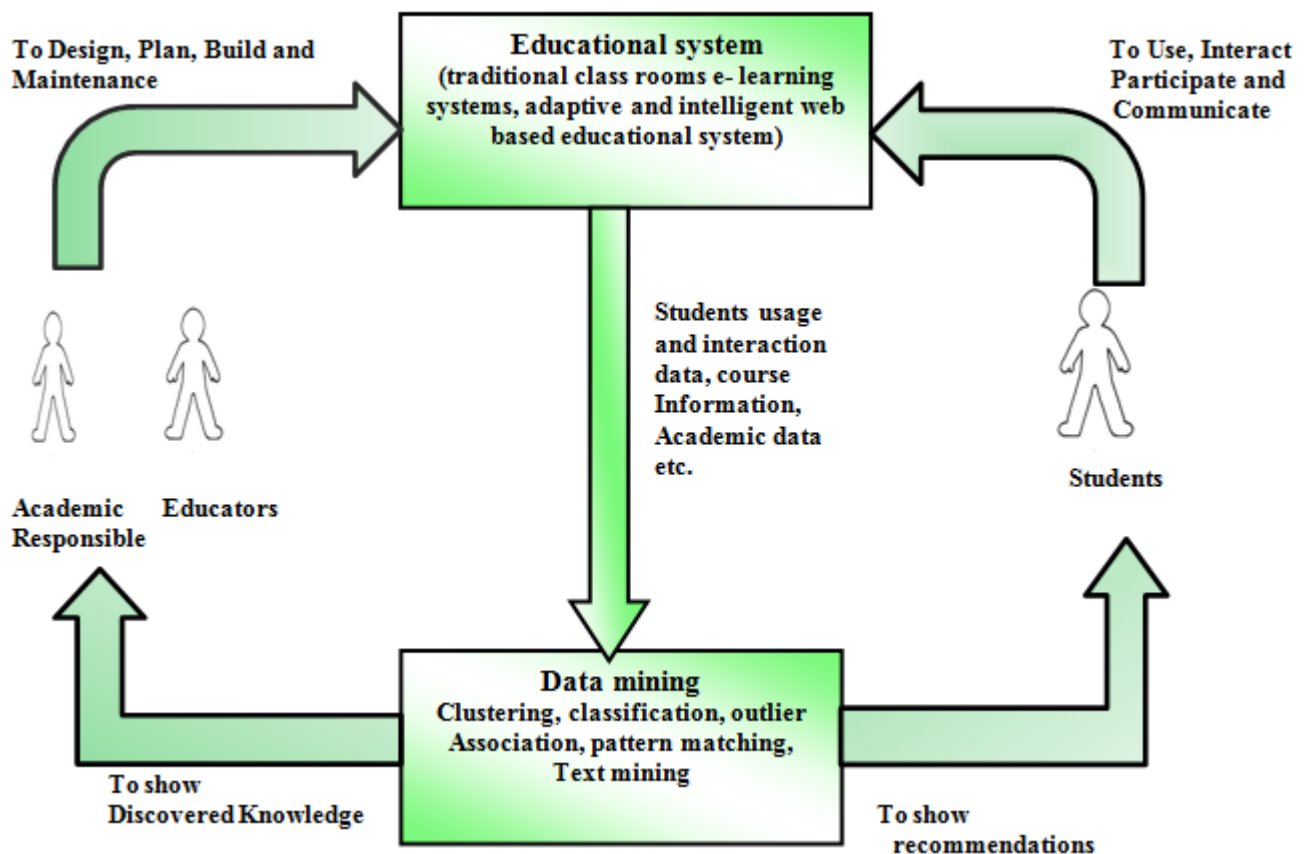 To Design, Plan, Build and
Maintenance
Educational system
(traditional class rooms e- learning
systems, adaptive and intelligent web
based educational system)
To Use, Interact
Participate and
Communicate
Students usage
and interaction
data, course
Information,
Academic data
etc.
Academic
Responsible
Educators
Students
Data mining
Clustering, classification, outlier
Association, pattern matching,
Text mining
To show
Discovered Knowledge
To show
recommendations